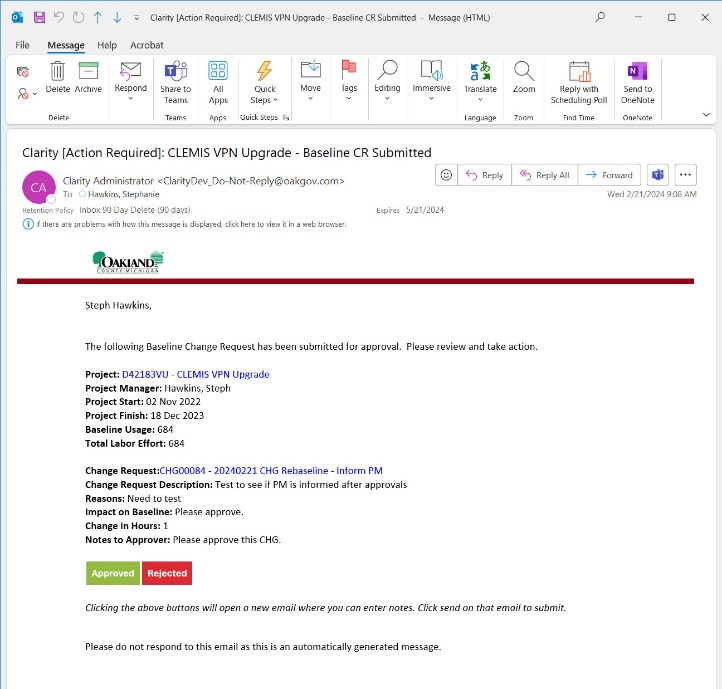 Clarity [Action Required]: CLEMIS VPN Upgrade - Baseline CR Submitted - Message (HTML)
File Message Help Acrobat
Delete Archive Respond Share to Teams All Apps Quick Steps Move Tags Editing Immersive Translate Zoom Reply with Scheduling Poll Send to OneNote
Delete Teams Apps Quick Steps Language Zoom Find Time OneNote
Clarity [Action Required]: CLEMIS VPN Upgrade - Baseline CR Submitted
CA
Clarity Administrator <ClarityDev_Do-Not-Reply@oakgov.com>
Reply Reply All Forward
To Hawkins, Stephanie
Wed 2/21/2024 9:08 AM
Retention Policy Inbox 90 Day Delete (90 days) Expires 5/21/2024
If there are problems with how this message is displayed, click here to view it in a web browser.
OAKLAND
COUNTY MICHIGAN
Steph Hawkins,
The following Baseline Change Request has been submitted for approval. Please review and take action.
Project: D42183VU - CLEMIS VPN Upgrade
Project Manager: Hawkins, Steph
Project Start: 02 Nov 2022
Project Finish: 18 Dec 2023
Baseline Usage: 684
Total Labor Effort: 684
Change Request:CHG00084 - 20240221 CHG Rebaseline - Inform PM
Change Request Description: Test to see if PM is informed after approvals
Reasons: Need to test
Impact on Baseline: Please approve.
Change in Hours: 1
Notes to Approver: Please approve this CHG.
Approved Rejected
Clicking the above buttons will open a new email where you can enter notes. Click send on that email to submit.
Please do not respond to this email as this is an automatically generated message.